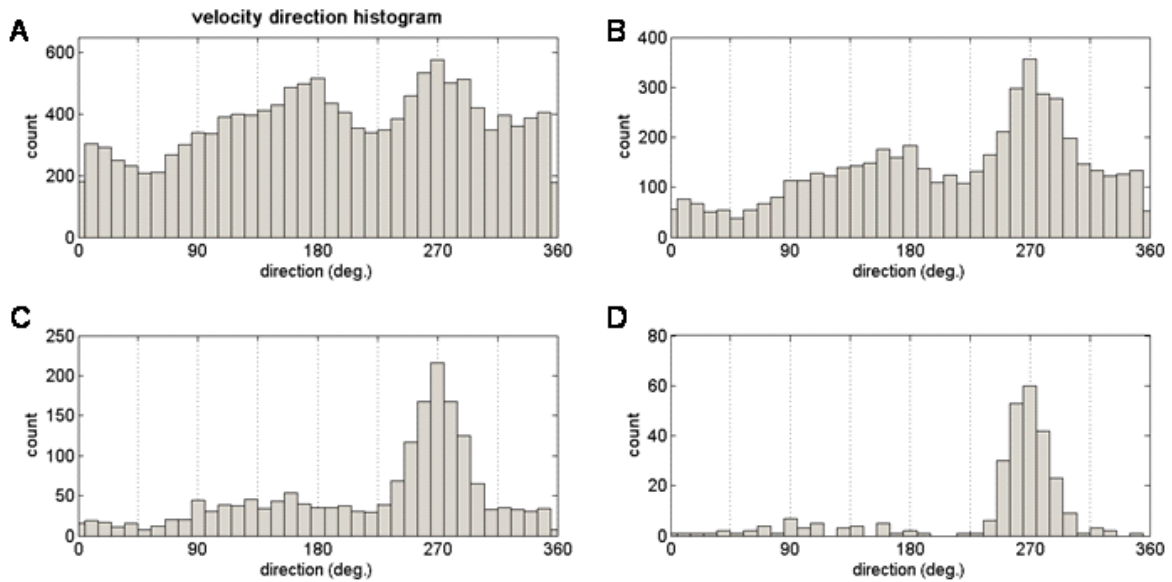 velocity direction histogram
A
600
400
200
0
count
0 90 180 270 360
direction (deg.)
B
400
300
200
100
0
count
0 90 180 270 360
direction (deg.)
C
250
200
150
100
50
0
count
0 90 180 270 360
direction (deg.)
D
80
60
40
20
0
count
0 90 180 270 360
direction (deg.)